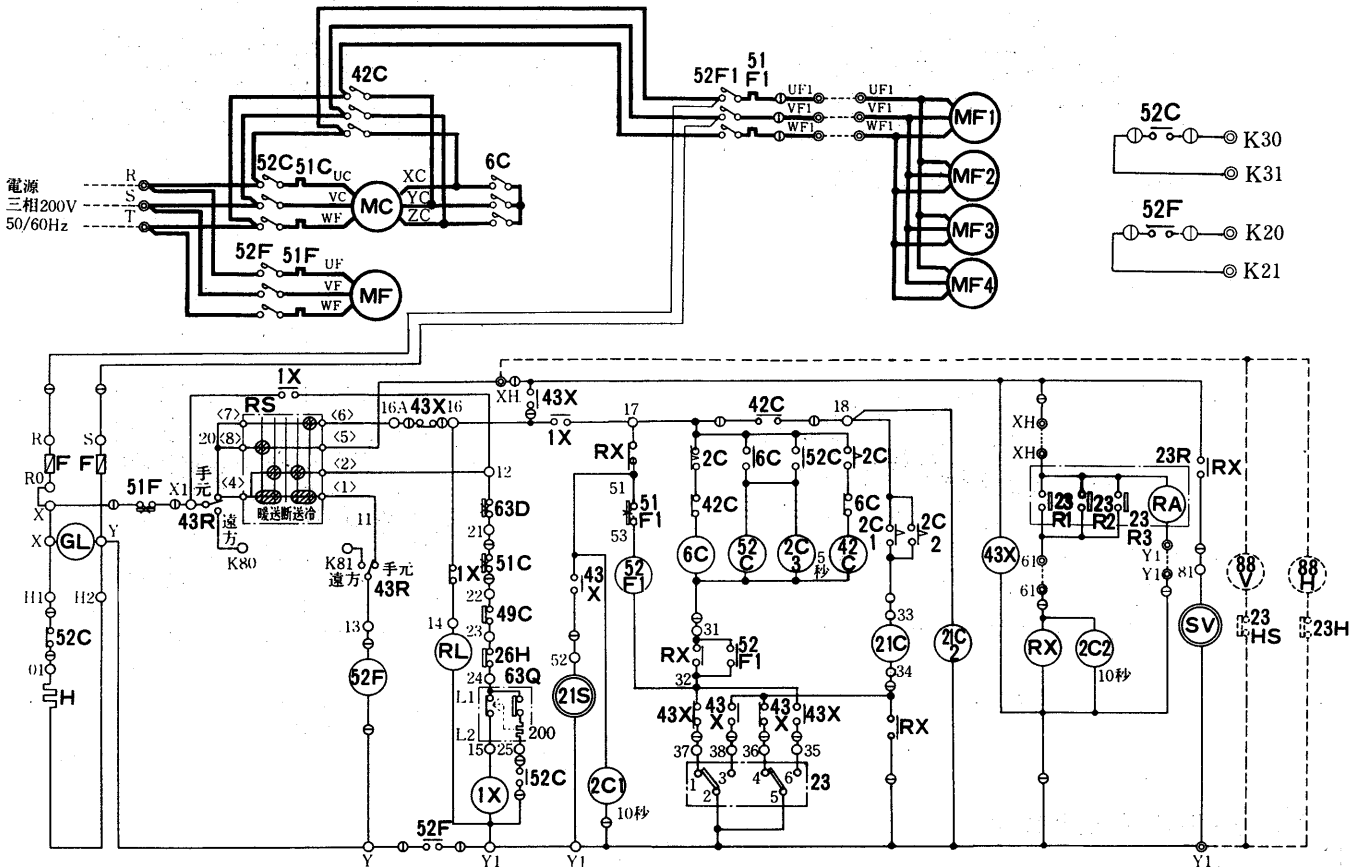 42C
52C 51C UC
VC
WF
MC
XC
YC
ZC
6C
電源
三相200V
50/60Hz
R
S
T
52F 51F UF
VF
WF
MF
52F1
51
F1
UF1
VF1
WF1
UF1
VF1
WF1
MF1
MF2
MF3
MF4
52C
K30
K31
52F
K20
K21
R
S
F
F
R0
X
X
GL
Y
H1
H2
52C
01
H
51F
X1
手元
43R
遠方
K80
1X
RS
<7>
<6>
20
<8>
<5>
<2>
<4>
<1>
暖送断送冷
11
K81
遠方
手元
43R
13
52F
Y
52F
16A
43X
16
12
63D
21
51C
22
49C
23
26H
24
63Q
L1
L2
C
200
15
25
52C
1X
Y1
1X
14
RL
XH
43X
1X
17
RX
51
51
F1
53
52
F1
43
X
52
21S
Y1
2C1
10秒
42C
18
2C
42C
6C
6C
52C
52C
2C
3
5秒
2C
6C
42
C
31
RX
52
F1
32
43X
43
X
43
X
43X
37
38
36
35
1
2
3
4
5
6
23
2C
1
2C
2
33
21C
34
RX
21C
2
43X
XH
XH
23
R1
23
R2
23
R3
RA
Y1
Y1
61
61
RX
2C2
10秒
23R
RX
81
SV
Y1
88
V
23
HS
88
H
23H